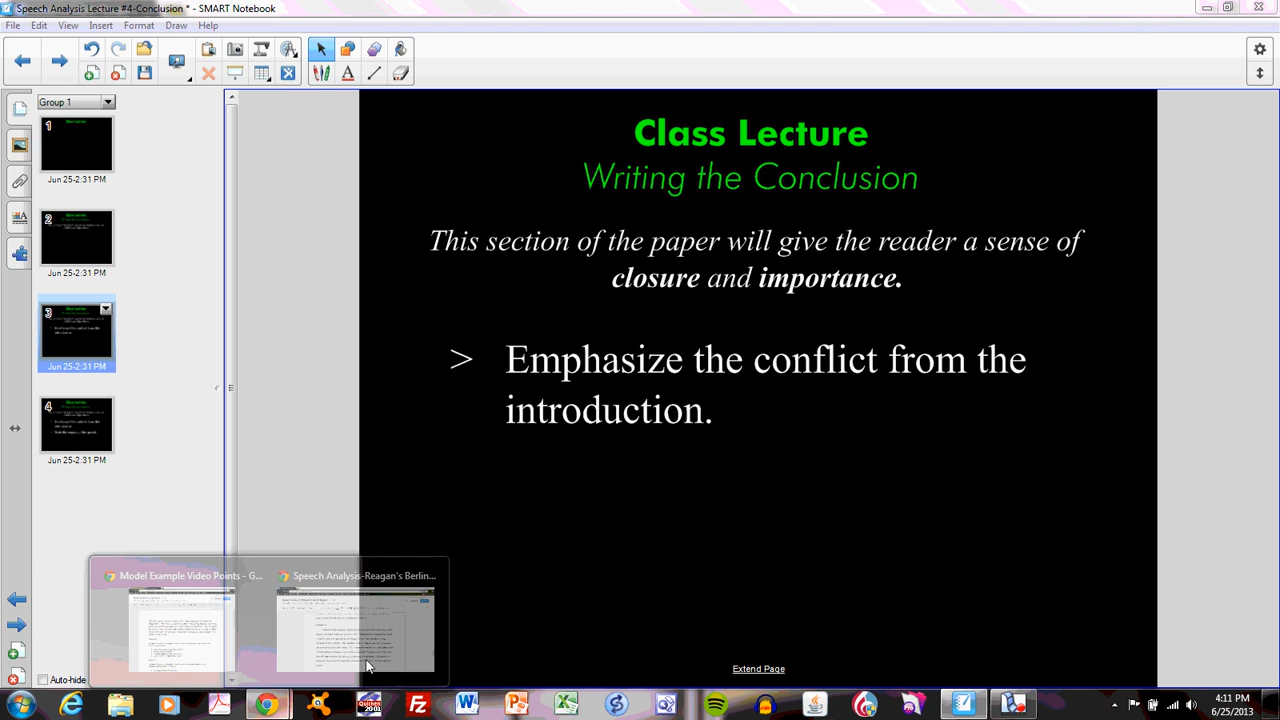 Speech Analysis Lecture #4-Conclusion * - SMART Notebook
File Edit View Insert Format Draw Help
Group 1
1
Jun 25-2:31 PM
2
Jun 25-2:31 PM
3
Jun 25-2:31 PM
4
Jun 25-2:31 PM
Class Lecture
Writing the Conclusion
This section of the paper will give the reader a sense of
closure and importance.
> Emphasize the conflict from the
introduction.
Extend Page
Model Example Video Points - G...
Speech Analysis-Reagan's Berlin...
Auto-hide
4:11 PM
6/25/2013